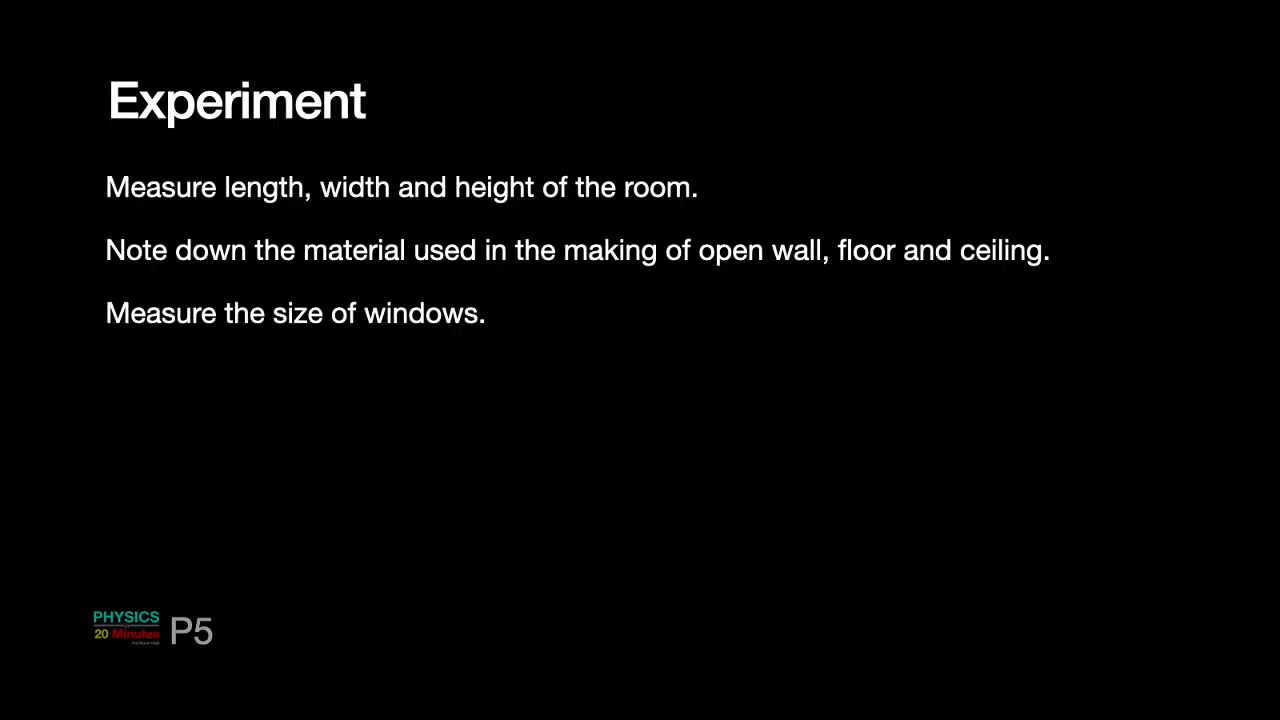 Experiment
Measure length, width and height of the room.
Note down the material used in the making of open wall, floor and ceiling.
Measure the size of windows.
PHYSICS
20 Minutes
P5